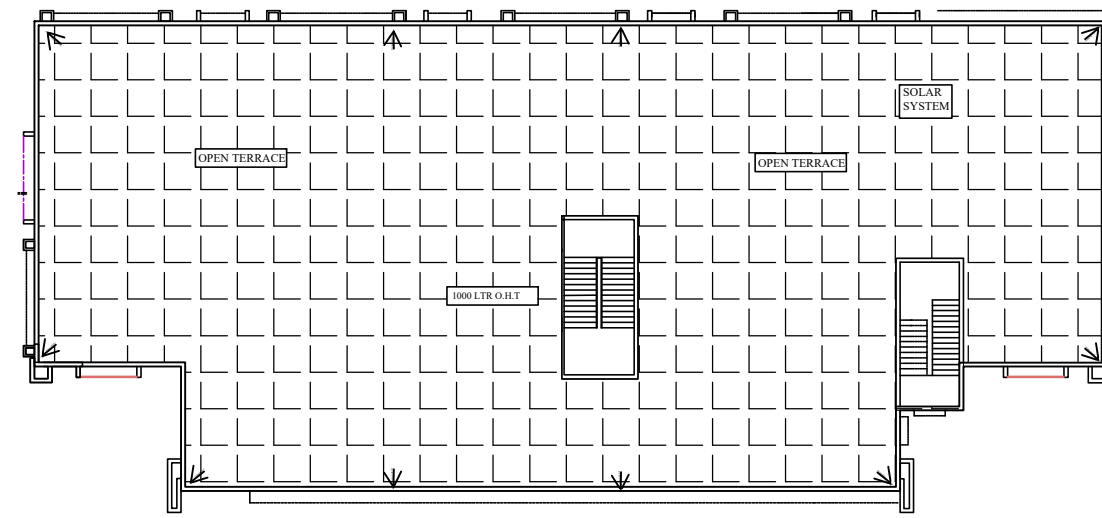 SOLAR
SYSTEM
OPEN TERRACE
OPEN TERRACE
1000 LTR O.H.T